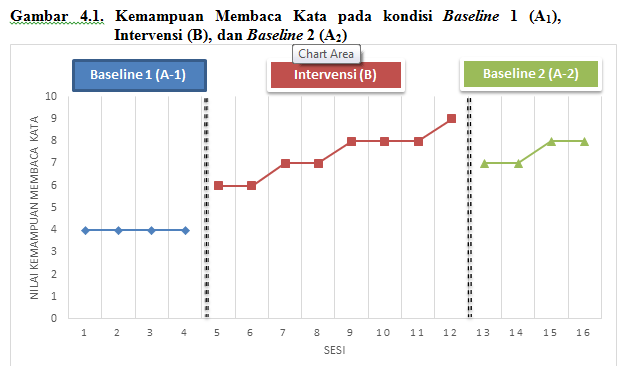 Gambar 4.1. Kemampuan Membaca Kata pada kondisi Baseline 1 (A1),
Intervensi (B), dan Baseline 2 (A2)
Chart Area
Baseline 1 (A-1)
Intervensi (B)
Baseline 2 (A-2)
NILAI KEMAMPUAN MEMBACA KATA
10
9
8
7
6
5
4
3
2
1
0
1 2 3 4 5 6 7 8 9 10 11 12 13 14 15 16
SESI